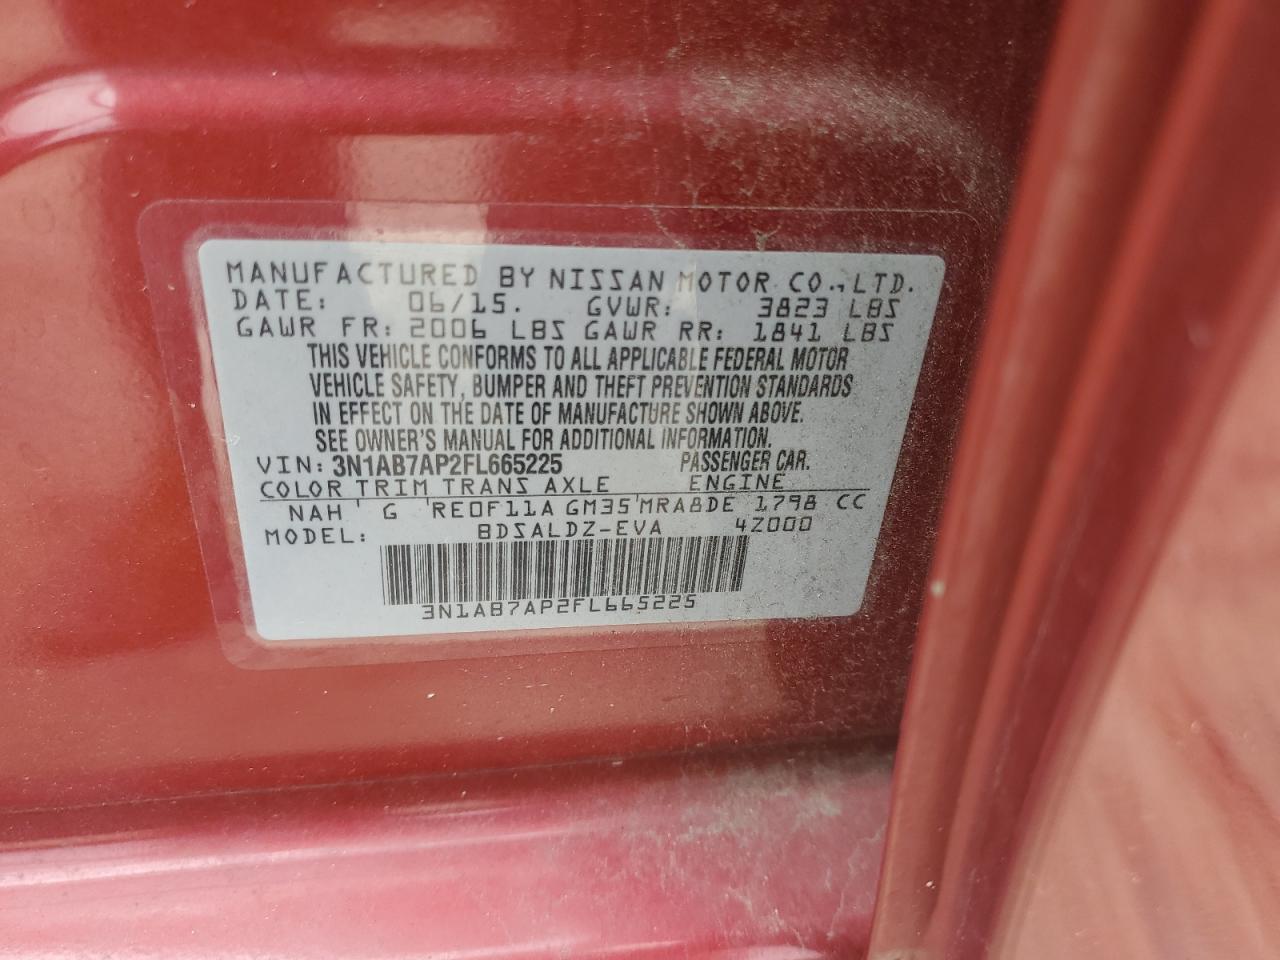 MANUFACTURED BY NISSAN MOTOR CO., LTD.
DATE: 06/15. GVWR: 3823 LBS
GAWR FR: 2006 LBS GAWR RR: 1841 LBS
THIS VEHICLE CONFORMS TO ALL APPLICABLE FEDERAL MOTOR
VEHICLE SAFETY, BUMPER AND THEFT PREVENTION STANDARDS
IN EFFECT ON THE DATE OF MANUFACTURE SHOWN ABOVE.
SEE OWNER'S MANUAL FOR ADDITIONAL INFORMATION.
VIN: 3N1AB7AP2FL665225 PASSENGER CAR.
COLOR TRIM TRANS AXLE ENGINE
NAH ' G ' RE0F11A GM35 ' MRA8DE 1798 CC
MODEL: BDSALDZ-EVA 4Z000
3N1AB7AP2FL665225